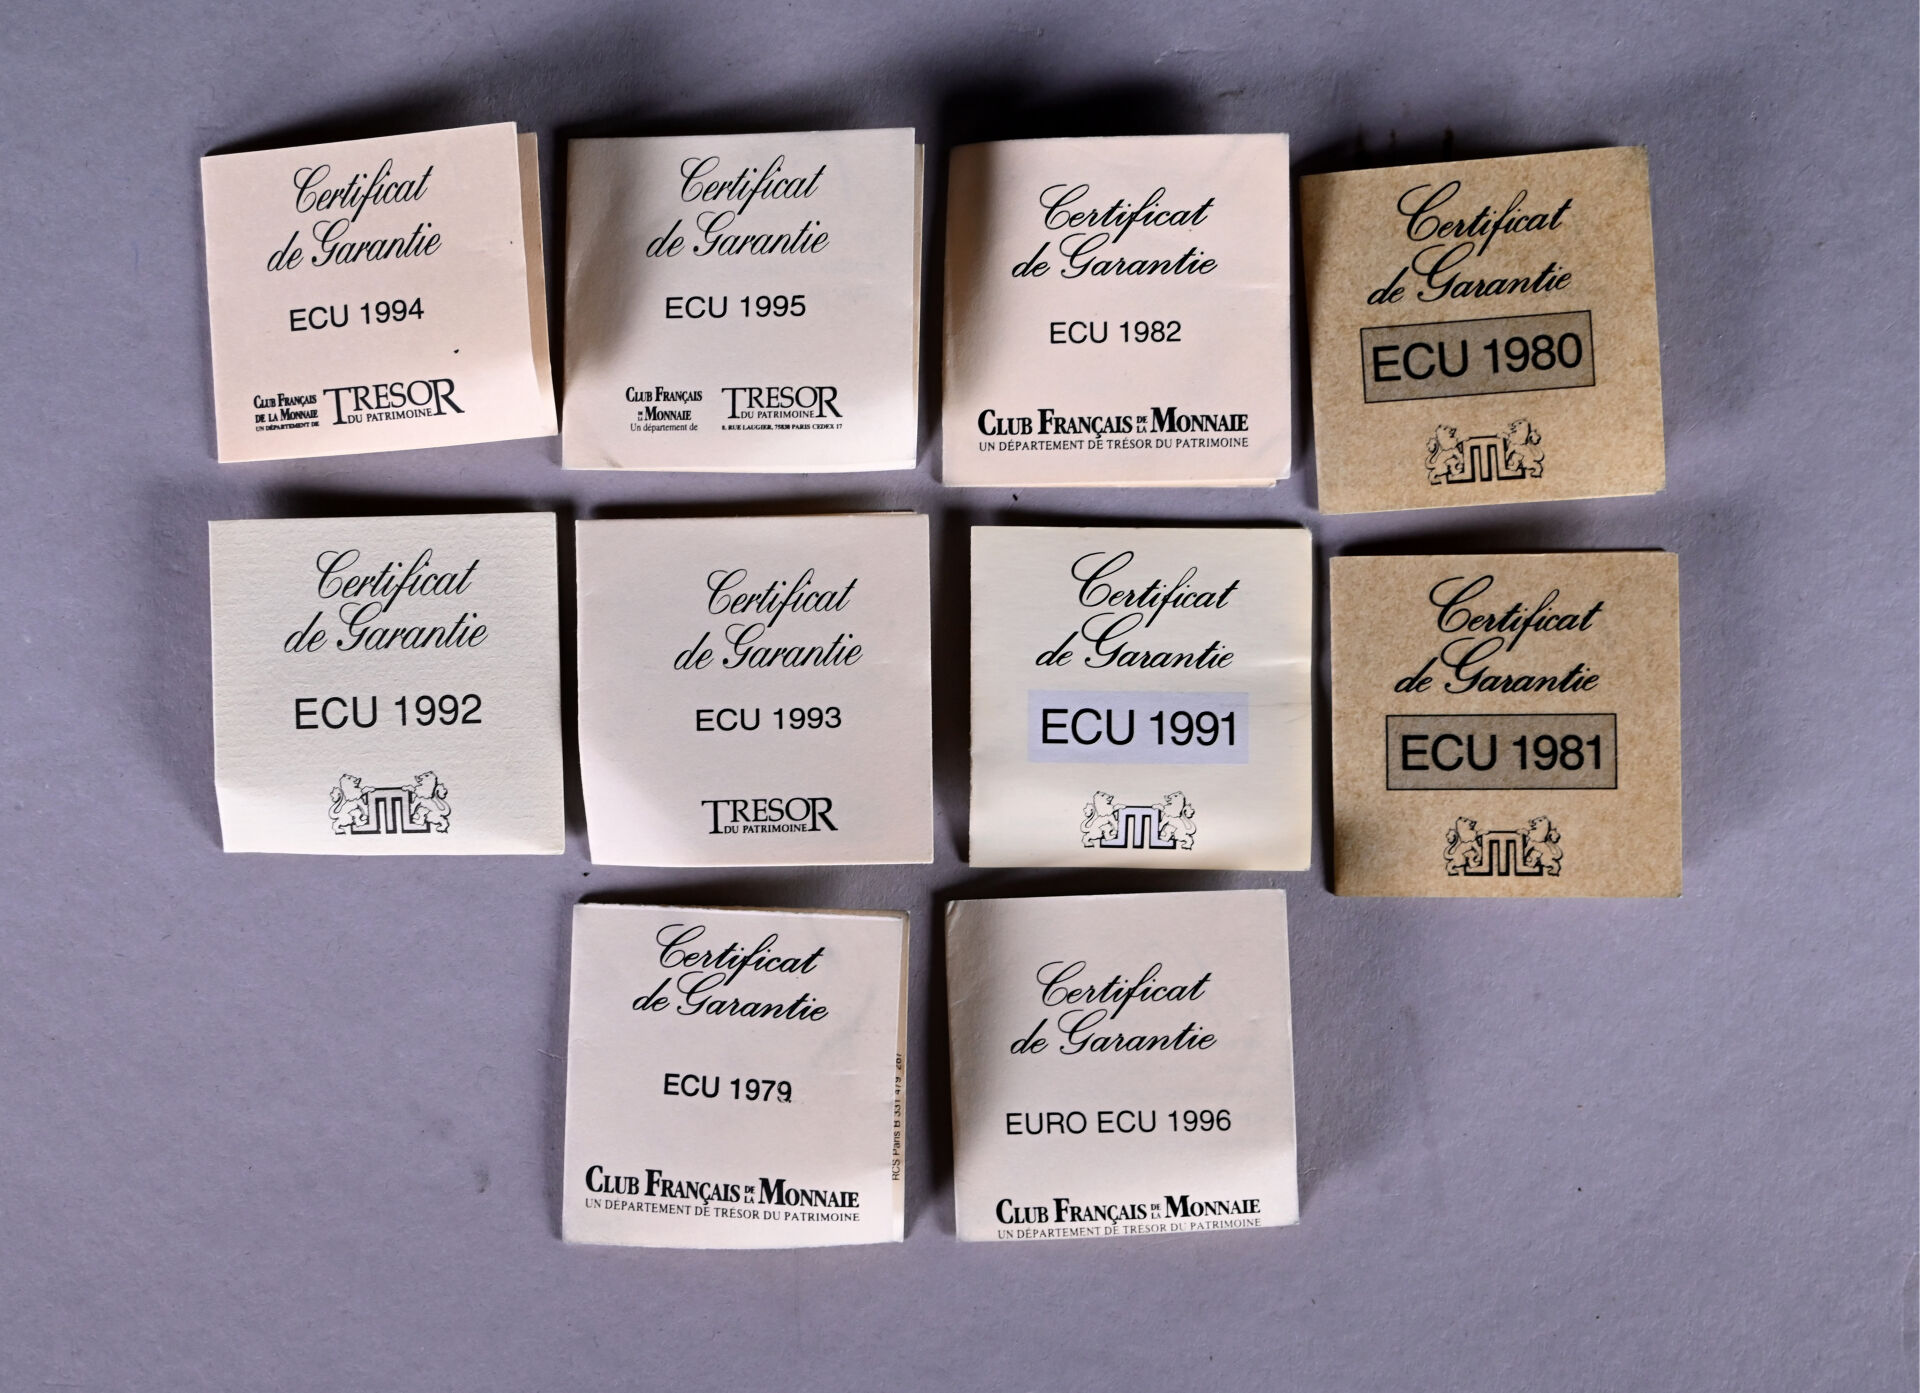 Certificat
de Garantie
ECU 1994
CLUB FRANÇAIS
DE LA MONNAIE
UN DÉPARTEMENT DE
TRESOR
DU PATRIMOINE
Certificat
de Garantie
ECU 1995
CLUB FRANÇAIS
DE LA MONNAIE
Un département de
TRESOR
DU PATRIMOINE
8, RUE LAUGIER, 75838 PARIS CEDEX 17
Certificat
de Garantie
ECU 1982
CLUB FRANÇAIS DE LA MONNAIE
UN DÉPARTEMENT DE TRÉSOR DU PATRIMOINE
Certificat
de Garantie
ECU 1980
Certificat
de Garantie
ECU 1992
Certificat
de Garantie
ECU 1993
TRESOR
DU PATRIMOINE
Certificat
de Garantie
ECU 1991
Certificat
de Garantie
ECU 1981
Certificat
de Garantie
ECU 1979
CLUB FRANÇAIS DE LA MONNAIE
UN DÉPARTEMENT DE TRÉSOR DU PATRIMOINE
RCS Paris B 331 479 287
Certificat
de Garantie
EURO ECU 1996
CLUB FRANÇAIS DE LA MONNAIE
UN DÉPARTEMENT DE TRÉSOR DU PATRIMOINE